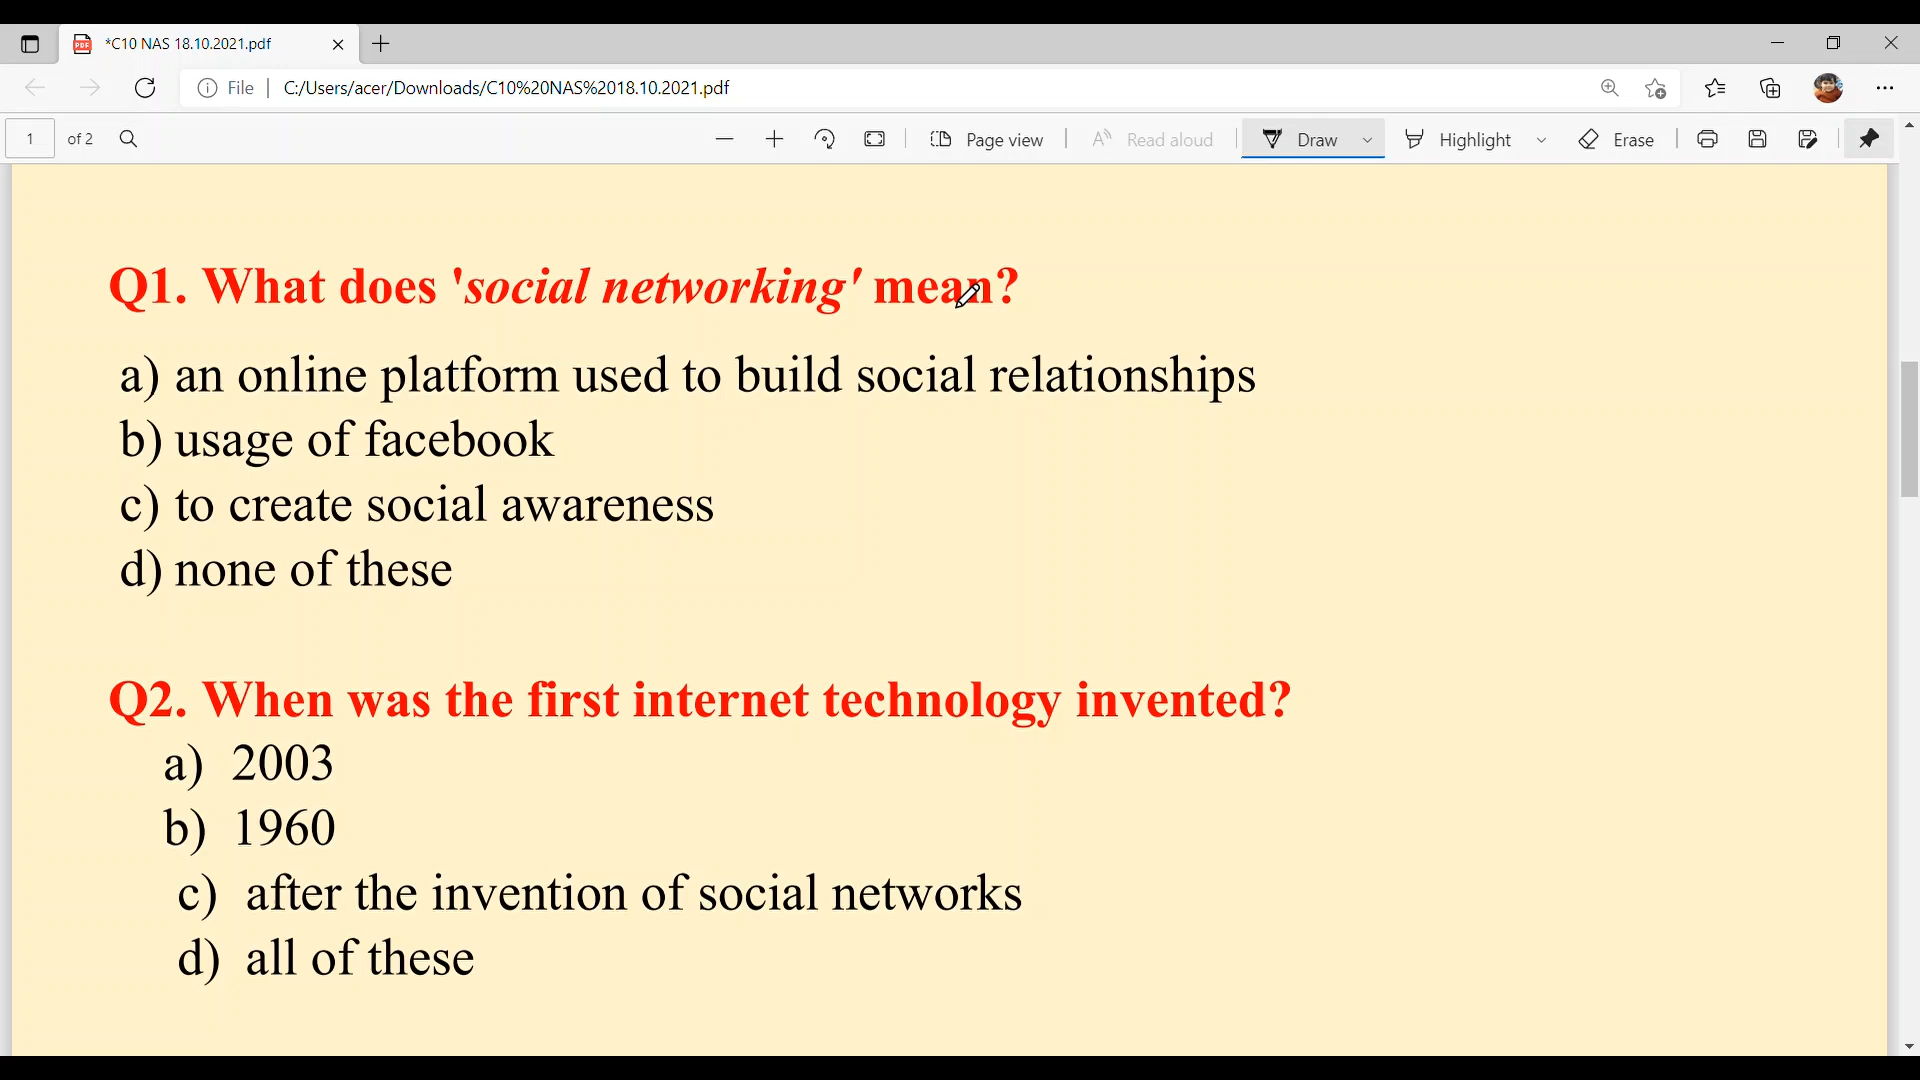 *C10 NAS 18.10.2021.pdf
File | C:/Users/acer/Downloads/C10%20NAS%2018.10.2021.pdf
1 of 2 Page view Read aloud Draw Highlight Erase
Q1. What does 'social networking' mean?
a) an online platform used to build social relationships
b) usage of facebook
c) to create social awareness
d) none of these
Q2. When was the first internet technology invented?
a) 2003
b) 1960
c) after the invention of social networks
d) all of these